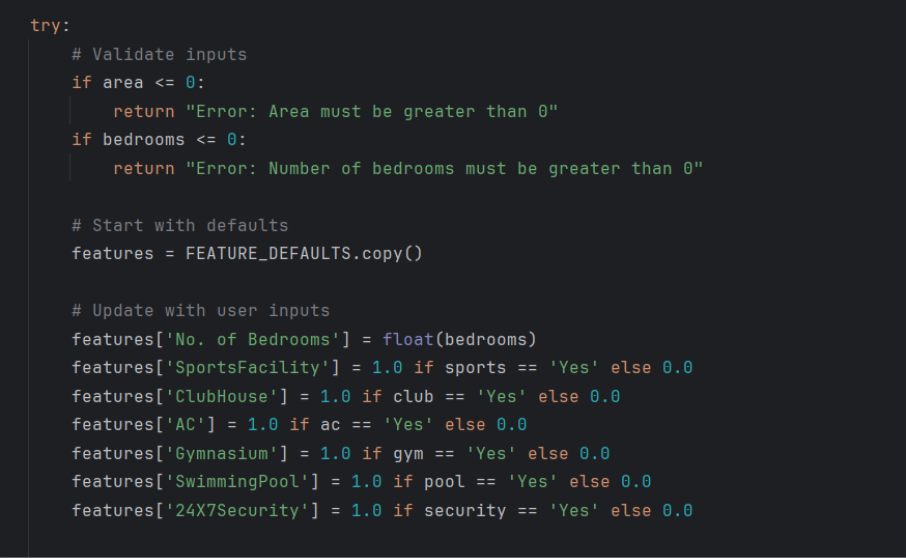 try:
    # Validate inputs
    if area <= 0:
        return "Error: Area must be greater than 0"
    if bedrooms <= 0:
        return "Error: Number of bedrooms must be greater than 0"

    # Start with defaults
    features = FEATURE_DEFAULTS.copy()

    # Update with user inputs
    features['No. of Bedrooms'] = float(bedrooms)
    features['SportsFacility'] = 1.0 if sports == 'Yes' else 0.0
    features['ClubHouse'] = 1.0 if club == 'Yes' else 0.0
    features['AC'] = 1.0 if ac == 'Yes' else 0.0
    features['Gymnasium'] = 1.0 if gym == 'Yes' else 0.0
    features['SwimmingPool'] = 1.0 if pool == 'Yes' else 0.0
    features['24X7Security'] = 1.0 if security == 'Yes' else 0.0